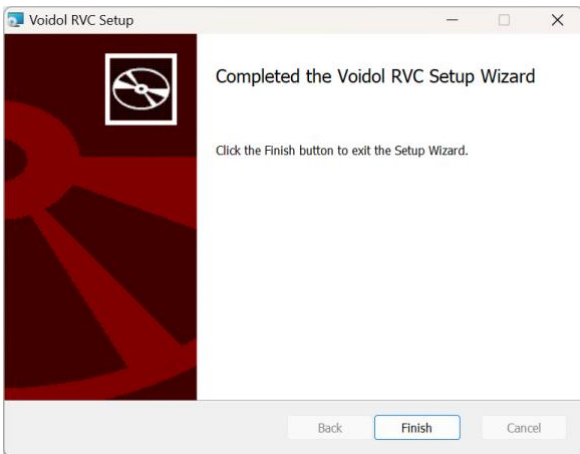 Voidol RVC Setup
Completed the Voidol RVC Setup Wizard
Click the Finish button to exit the Setup Wizard.
Back Finish Cancel